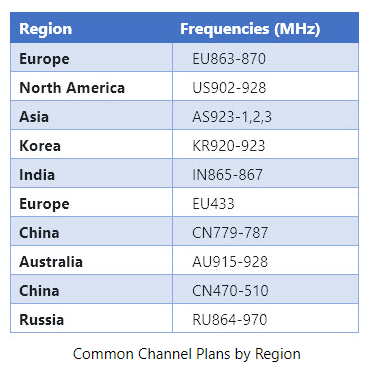 Region Frequencies (MHz)
Europe EU863-870
North America US902-928
Asia AS923-1,2,3
Korea KR920-923
India IN865-867
Europe EU433
China CN779-787
Australia AU915-928
China CN470-510
Russia RU864-970
Common Channel Plans by Region